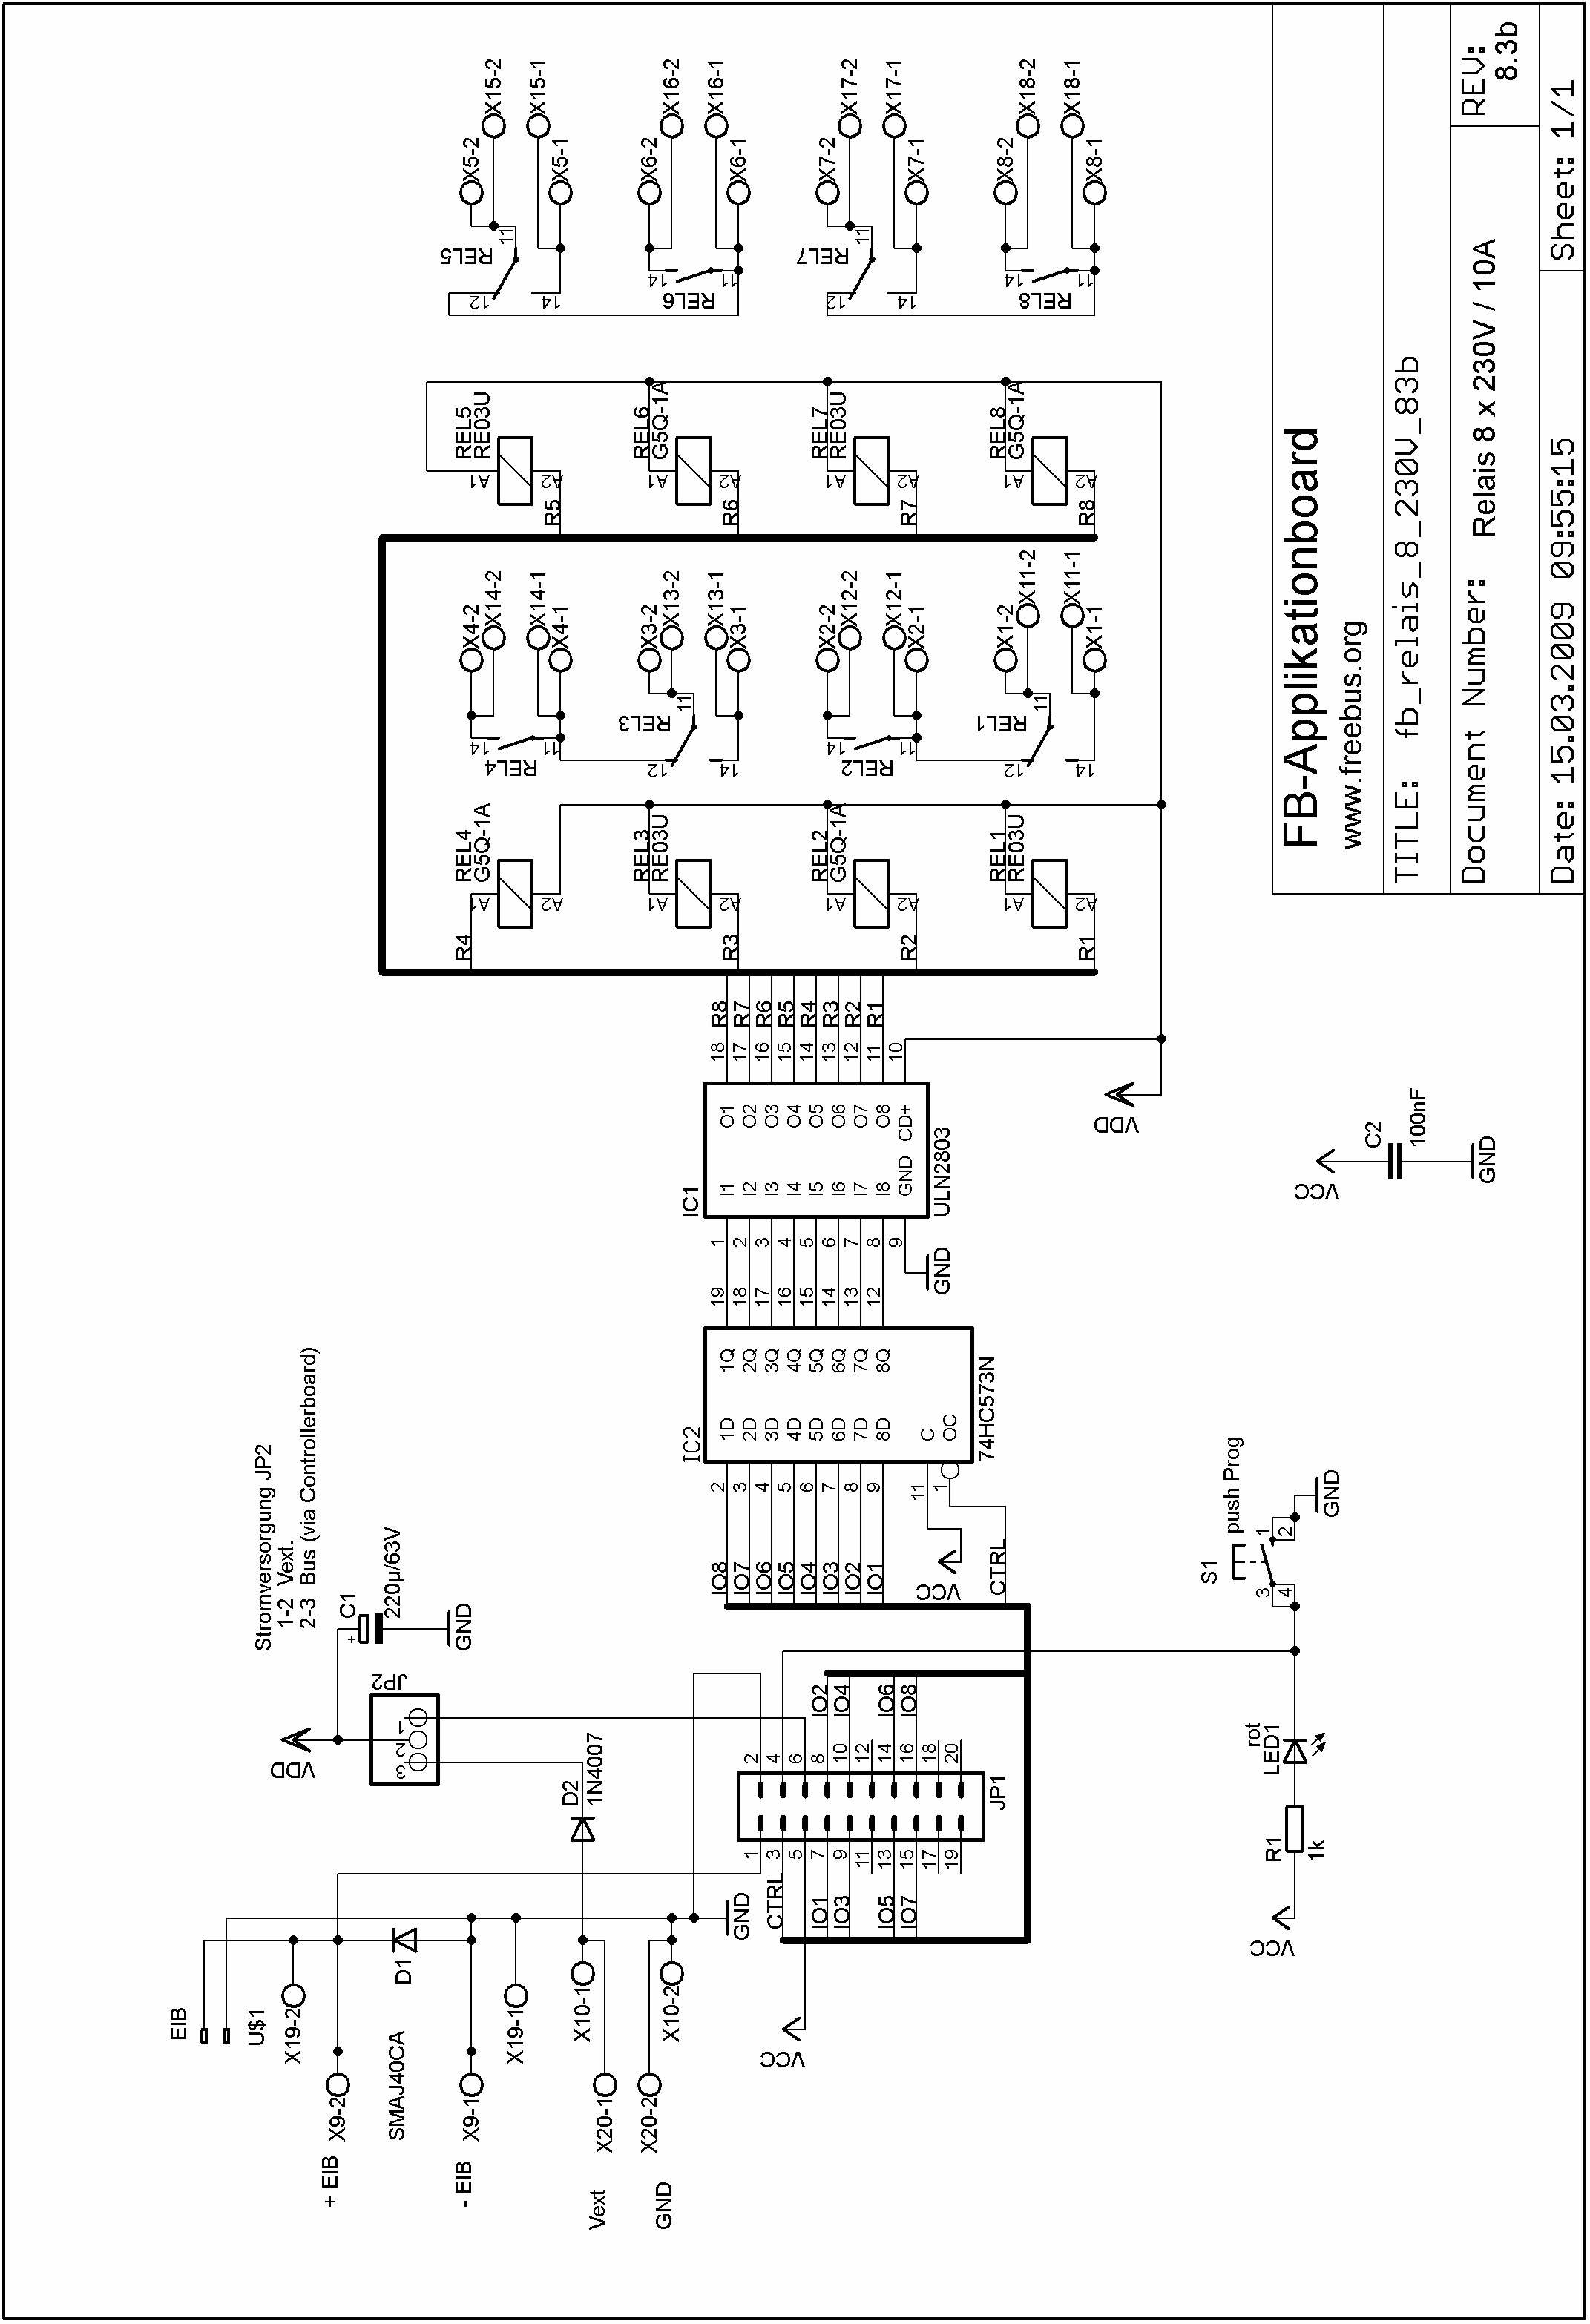 EIB
U$1
+ EIB X9-2
X19-2
SMAJ40CA
D1
- EIB X9-1
X19-1
Vext
X20-1
X10-1
GND
X20-2
X10-2
GND
D2
1N4007
Stromversorgung JP2
1-2 Vext.
2-3 Bus (via Controllerboard)
VDD
JP2
3 2 1
C1
+
220µ/63V
GND
VCC
CTRL
IO1
IO3
IO5
IO7
1 2
3 4
5 6
7 8
9 10
11 12
13 14
15 16
17 18
19 20
JP1
IO2
IO4
IO6
IO8
VCC
R1
1k
rot
LED1
S1
push Prog
3 1
4 2
GND
IC2
IO8 2 1D 1Q 19
IO7 3 2D 2Q 18
IO6 4 3D 3Q 17
IO5 5 4D 4Q 16
IO4 6 5D 5Q 15
IO3 7 6D 6Q 14
IO2 8 7D 7Q 13
IO1 9 8D 8Q 12
VCC 11 C
CTRL 1 OC
74HC573N
IC1
1 I1 O1 18 R8
2 I2 O2 17 R7
3 I3 O3 16 R6
4 I4 O4 15 R5
5 I5 O5 14 R4
6 I6 O6 13 R3
7 I7 O7 12 R2
8 I8 O8 11 R1
9 GND CD+ 10
ULN2803
GND
VDD
VCC
C2
100nF
GND
R4
REL4
G5Q-1A
A1
A2
R3
REL3
RE03U
A1
A2
R2
REL2
G5Q-1A
A1
A2
R1
REL1
RE03U
A1
A2
REL4
14
11
X4-2
X14-2
X14-1
X4-1
REL3
11
12
14
X3-2
X13-2
X13-1
X3-1
REL2
14
11
X2-2
X12-2
X12-1
X2-1
REL1
11
12
14
X1-2
X11-2
X11-1
X1-1
R5
REL5
RE03U
A1
A2
R6
REL6
G5Q-1A
A1
A2
R7
REL7
RE03U
A1
A2
R8
REL8
G5Q-1A
A1
A2
REL5
11
12
14
X5-2
X15-2
X15-1
X5-1
REL6
14
11
X6-2
X16-2
X16-1
X6-1
REL7
11
12
14
X7-2
X17-2
X17-1
X7-1
REL8
14
11
X8-2
X18-2
X18-1
X8-1
FB-Applikationboard
www.freebus.org
TITLE: fb_relais_8_230V_83b
Document Number: REV:
Relais 8 x 230V / 10A 8.3b
Date: 15.03.2009 09:55:15 Sheet: 1/1